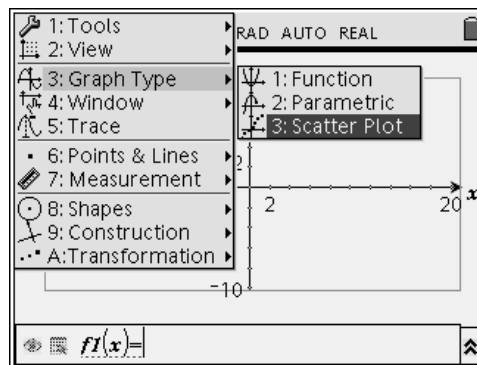 1: Tools
RAD AUTO REAL
2: View
3: Graph Type
1: Function
4: Window
2: Parametric
5: Trace
3: Scatter Plot
6: Points & Lines
2
7: Measurement
x
2
20
8: Shapes
9: Construction
A:Transformation
-10
f1(x)=